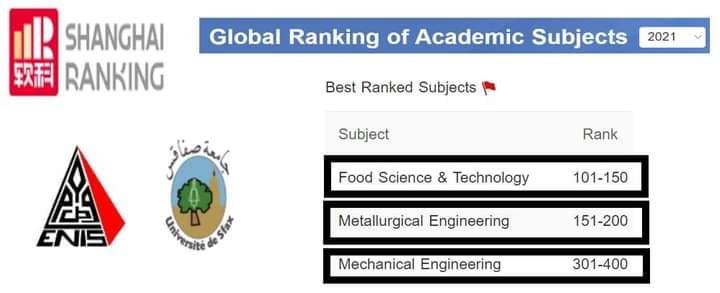 软科
SHANGHAI
RANKING
Global Ranking of Academic Subjects 2021
Best Ranked Subjects
Subject Rank
Food Science & Technology 101-150
Metallurgical Engineering 151-200
Mechanical Engineering 301-400
ENIS
جامعة صفاقس
Université de Sfax